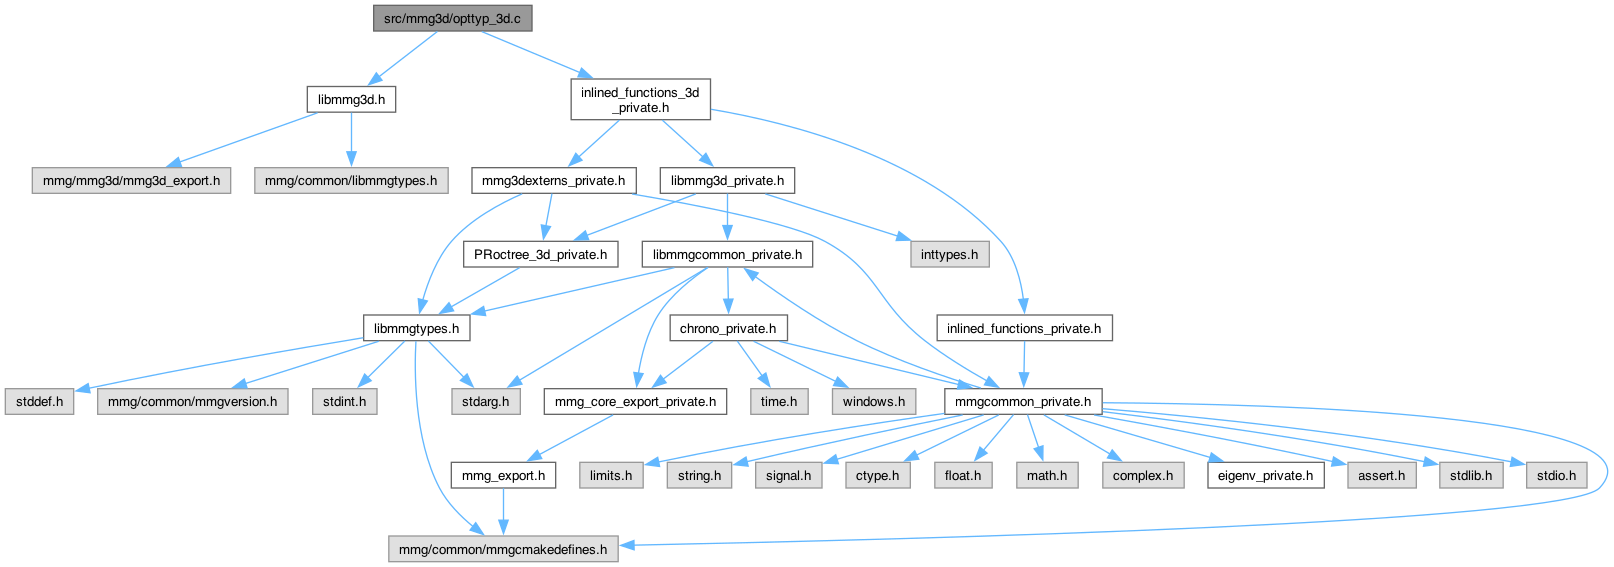 src/mmg3d/opttyp_3d.c
libmmg3d.h
inlined_functions_3d
_private.h
mmg/mmg3d/mmg3d_export.h
mmg/common/libmmgtypes.h
mmg3dexterns_private.h
libmmg3d_private.h
PRoctree_3d_private.h
libmmgcommon_private.h
inttypes.h
libmmgtypes.h
chrono_private.h
inlined_functions_private.h
stddef.h
mmg/common/mmgversion.h
stdint.h
stdarg.h
mmg_core_export_private.h
time.h
windows.h
mmgcommon_private.h
mmg_export.h
limits.h
string.h
signal.h
ctype.h
float.h
math.h
complex.h
eigenv_private.h
assert.h
stdlib.h
stdio.h
mmg/common/mmgcmakedefines.h